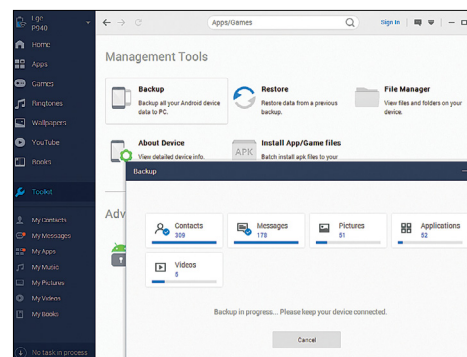 Lge
P940
Apps/Games
Sign In
Home
Apps
Games
Ringtones
Wallpapers
YouTube
Books
Toolkit
My Contacts
My Messages
My Apps
My Music
My Pictures
My Videos
My Books
No task in process
Management Tools
Backup
Backup all your Android device
data to PC.
Restore
Restore data from a previous
backup.
File Manager
View files and folders on your
device.
About Device
View detailed device info.
APK
Install App/Game files
Batch install apk files to your
Adv
Backup
Contacts
309
Messages
178
Pictures
51
Applications
52
Videos
5
Backup in progress... Please keep your device connected.
Cancel